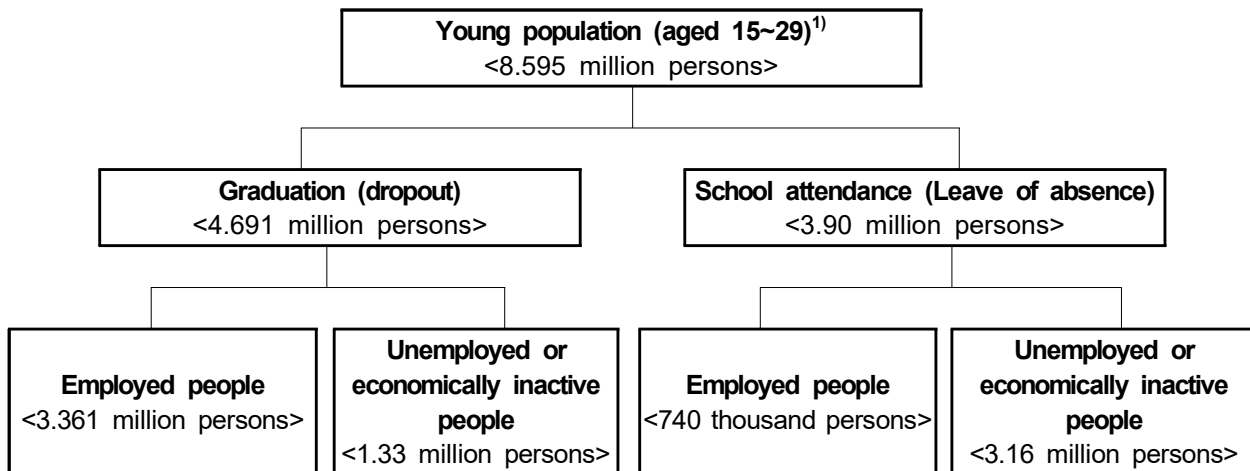 Young population (aged 15~29)1)
<8.595 million persons>
Graduation (dropout)
<4.691 million persons>
School attendance (Leave of absence)
<3.90 million persons>
Employed people
<3.361 million persons>
Unemployed or
economically inactive
people
<1.33 million persons>
Employed people
<740 thousand persons>
Unemployed or
economically inactive
people
<3.16 million persons>